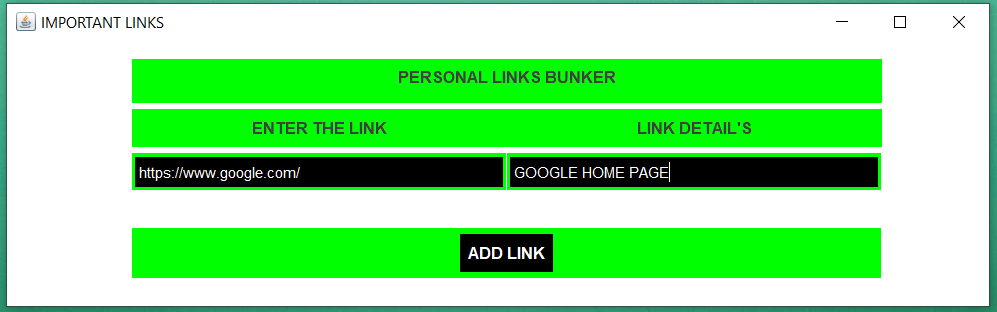 IMPORTANT LINKS
PERSONAL LINKS BUNKER
ENTER THE LINK LINK DETAIL'S
https://www.google.com/ GOOGLE HOME PAGE
ADD LINK